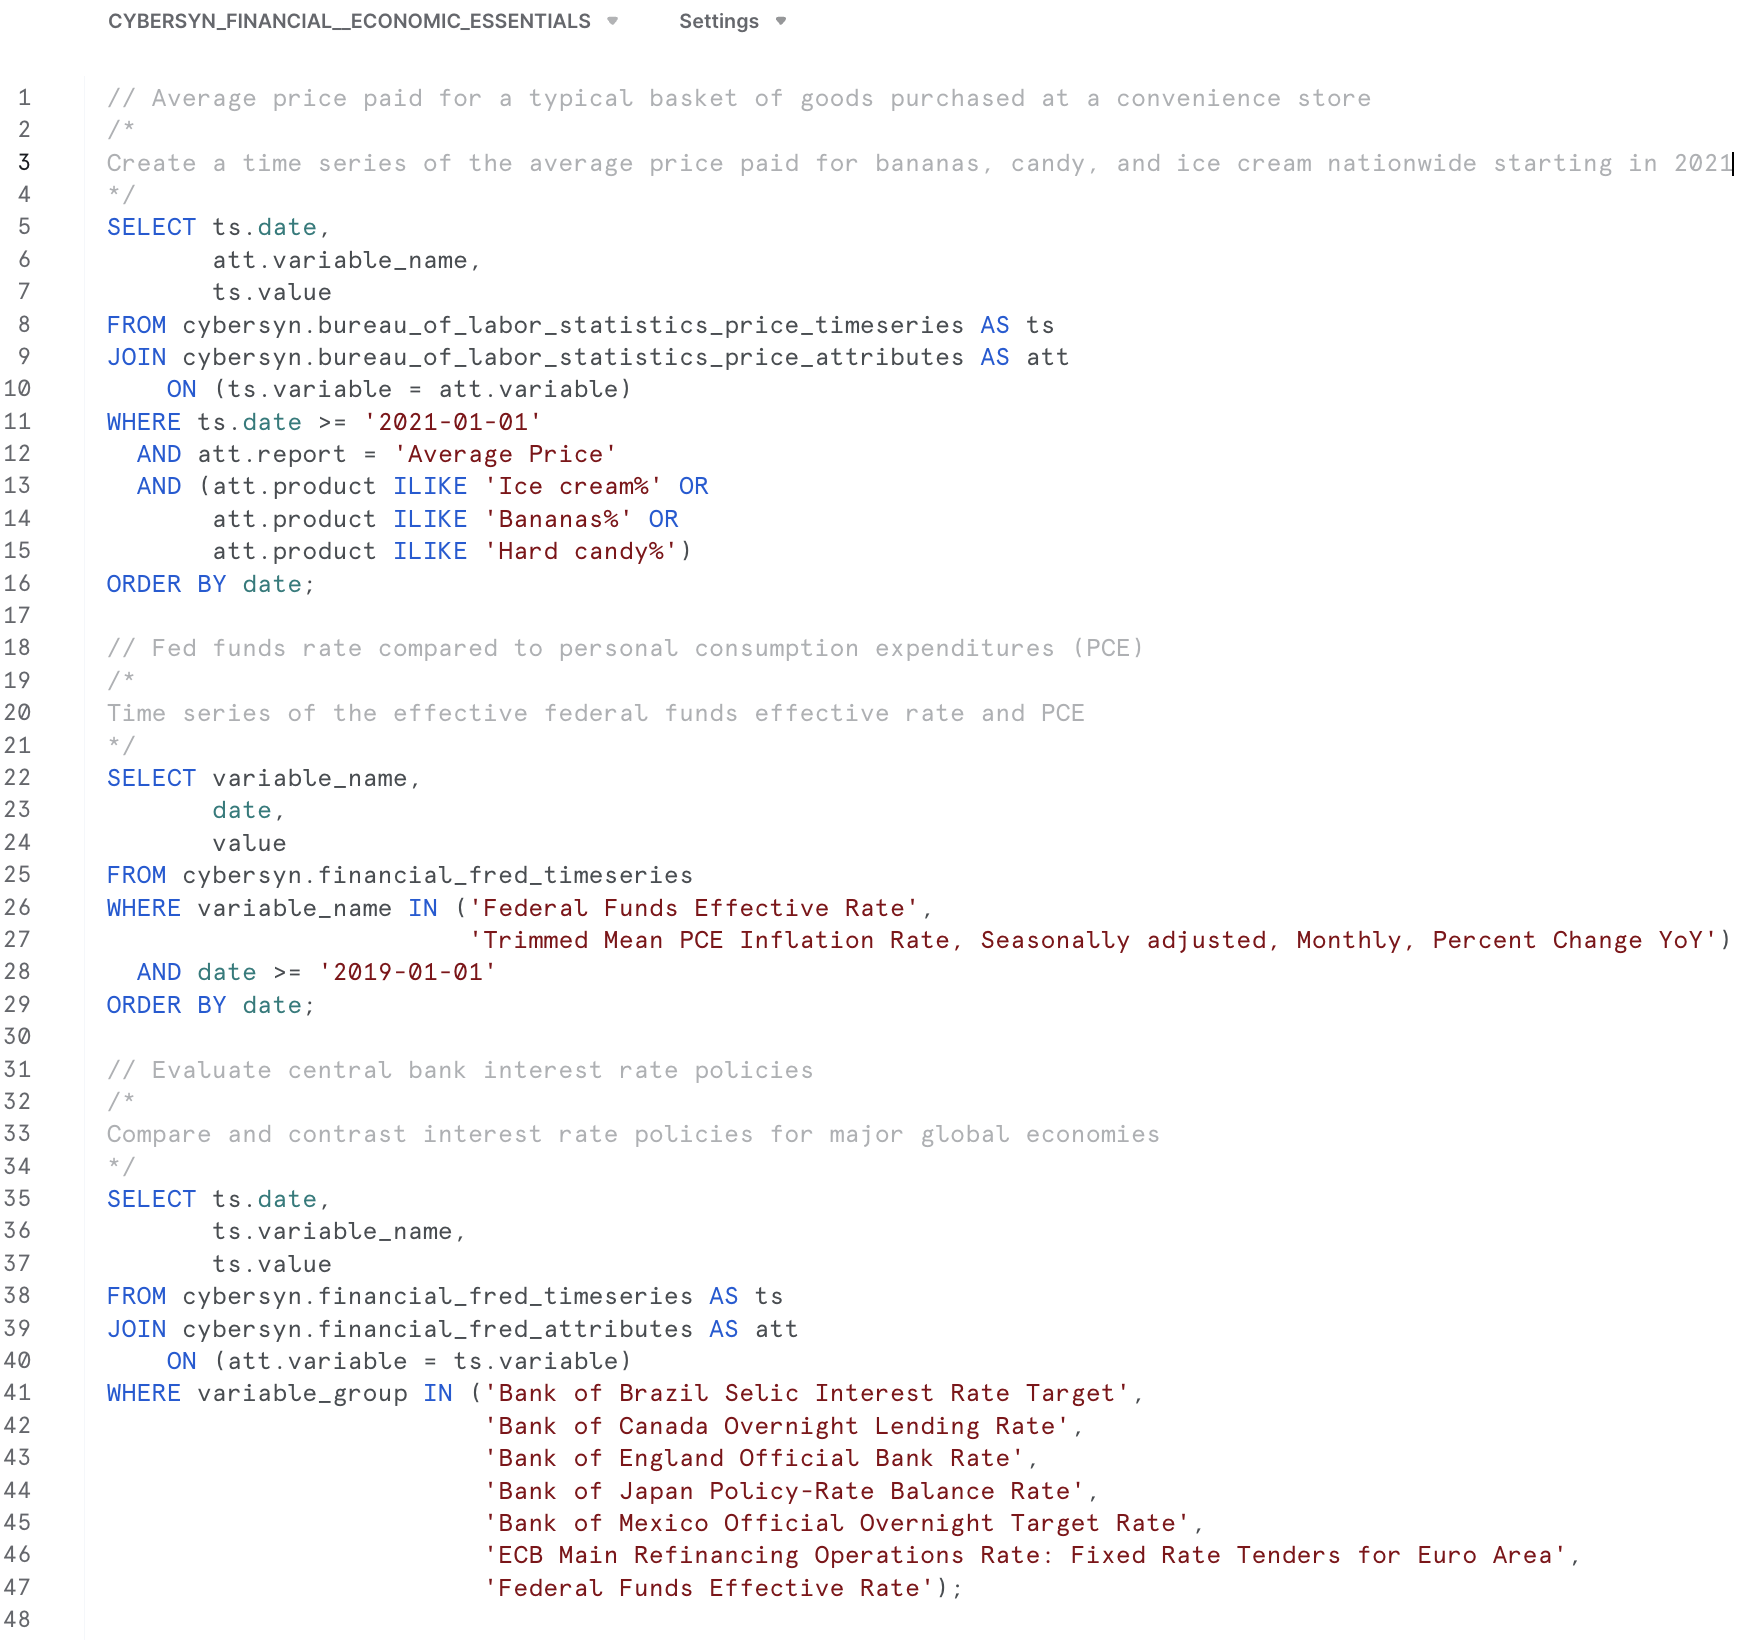 CYBERSYN_FINANCIAL__ECONOMIC_ESSENTIALS Settings
1 // Average price paid for a typical basket of goods purchased at a convenience store
2 /*
3 Create a time series of the average price paid for bananas, candy, and ice cream nationwide starting in 2021
4 */
5 SELECT ts.date,
6 att.variable_name,
7 ts.value
8 FROM cybersyn.bureau_of_labor_statistics_price_timeseries AS ts
9 JOIN cybersyn.bureau_of_labor_statistics_price_attributes AS att
10 ON (ts.variable = att.variable)
11 WHERE ts.date >= '2021-01-01'
12 AND att.report = 'Average Price'
13 AND (att.product ILIKE 'Ice cream%' OR
14 att.product ILIKE 'Bananas%' OR
15 att.product ILIKE 'Hard candy%')
16 ORDER BY date;
17
18 // Fed funds rate compared to personal consumption expenditures (PCE)
19 /*
20 Time series of the effective federal funds effective rate and PCE
21 */
22 SELECT variable_name,
23 date,
24 value
25 FROM cybersyn.financial_fred_timeseries
26 WHERE variable_name IN ('Federal Funds Effective Rate',
27 'Trimmed Mean PCE Inflation Rate, Seasonally adjusted, Monthly, Percent Change YoY')
28 AND date >= '2019-01-01'
29 ORDER BY date;
30
31 // Evaluate central bank interest rate policies
32 /*
33 Compare and contrast interest rate policies for major global economies
34 */
35 SELECT ts.date,
36 ts.variable_name,
37 ts.value
38 FROM cybersyn.financial_fred_timeseries AS ts
39 JOIN cybersyn.financial_fred_attributes AS att
40 ON (att.variable = ts.variable)
41 WHERE variable_group IN ('Bank of Brazil Selic Interest Rate Target',
42 'Bank of Canada Overnight Lending Rate',
43 'Bank of England Official Bank Rate',
44 'Bank of Japan Policy-Rate Balance Rate',
45 'Bank of Mexico Official Overnight Target Rate',
46 'ECB Main Refinancing Operations Rate: Fixed Rate Tenders for Euro Area',
47 'Federal Funds Effective Rate');
48